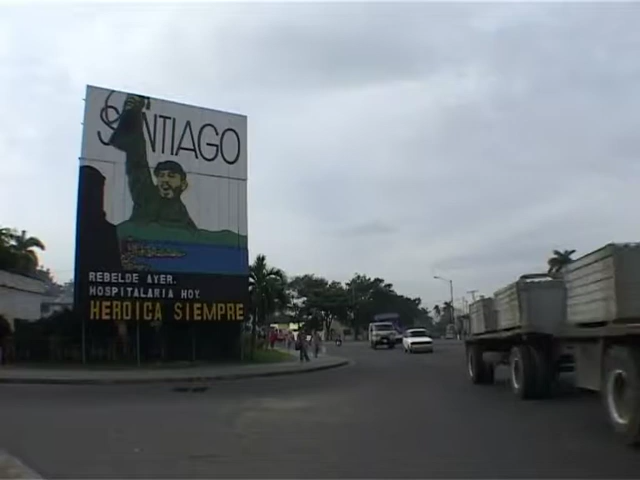 SANTIAGO
REBELDE AYER.
HOSPITALARIA HOY.
HEROICA SIEMPRE